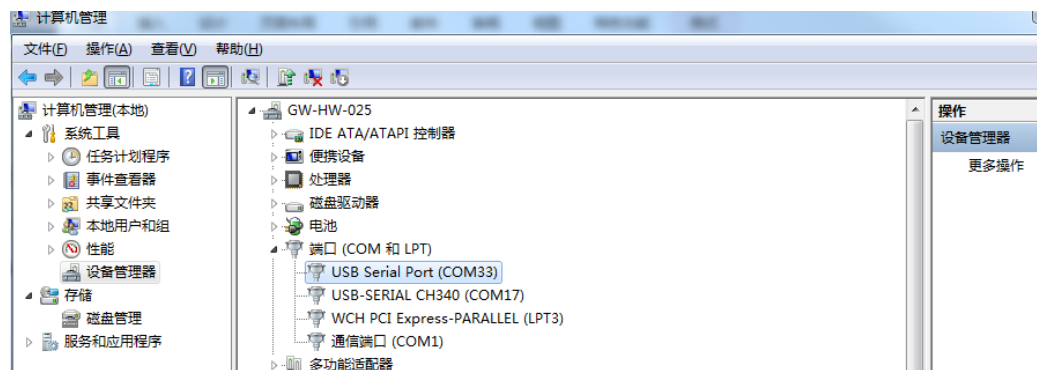 计算机管理
文件(F) 操作(A) 查看(V) 帮助(H)
计算机管理(本地)
系统工具
任务计划程序
事件查看器
共享文件夹
本地用户和组
性能
设备管理器
存储
磁盘管理
服务和应用程序
GW-HW-025
IDE ATA/ATAPI 控制器
便携设备
处理器
磁盘驱动器
电池
端口 (COM 和 LPT)
USB Serial Port (COM33)
USB-SERIAL CH340 (COM17)
WCH PCI Express-PARALLEL (LPT3)
通信端口 (COM1)
多功能适配器
操作
设备管理器
更多操作